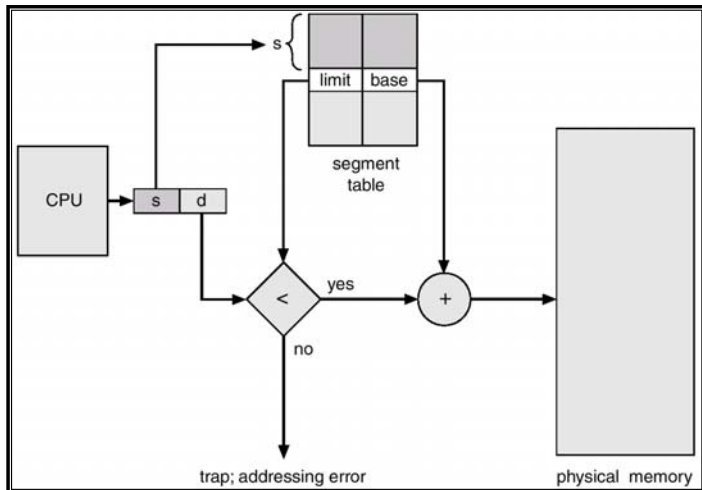 s
limit base
segment
table
CPU
s d
<
yes
+
no
trap; addressing error
physical memory